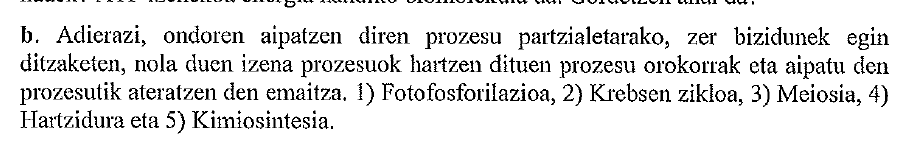 b. Adierazi, ondoren aipatzen diren prozesu partzialetarako, zer bizidunek egin
ditzaketen, nola duen izena prozesuok hartzen dituen prozesu orokorrak eta aipatu den
prozesutik ateratzen den emaitza. 1) Fotofosforilazioa, 2) Krebsen zikloa, 3) Meiosia, 4)
Hartzidura eta 5) Kimiosintesia.